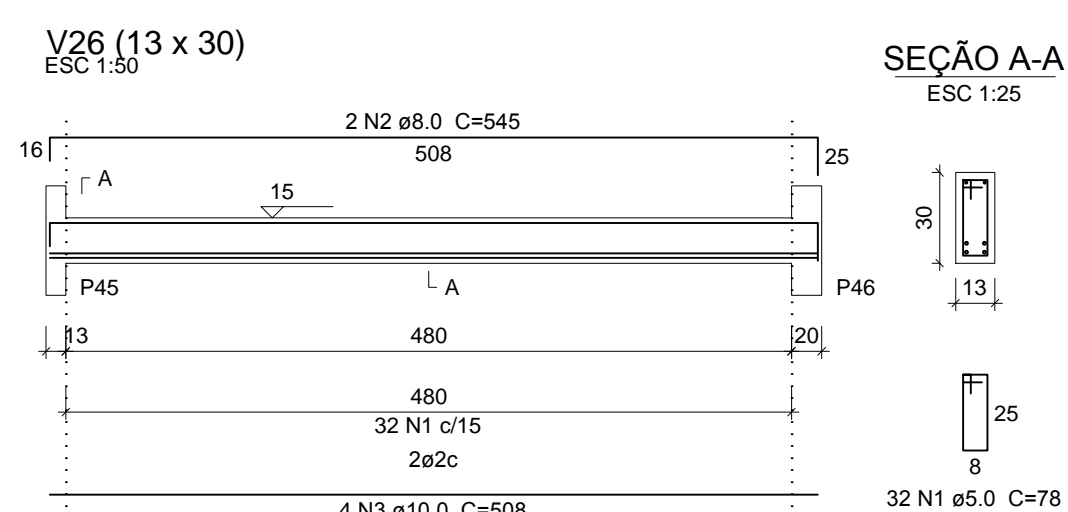 V26 (13 x 30)
ESC 1:50
SEÇÃO A-A
ESC 1:25
2 N2 ø8.0 C=545
16
508
25
A
15
30
P45
A
P46
13
13
480
20
480
32 N1 c/15
25
2ø2c
8
32 N1 ø5.0 C=78
4 N3 ø10.0 C=508